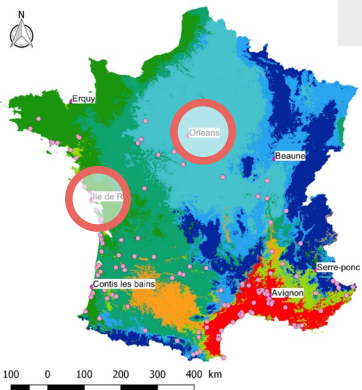 N
Erquy
Orleans
Beaune
Ile de R
Serre-ponc
Contis les bains
Avignon
100 0 100 200 300 400 km